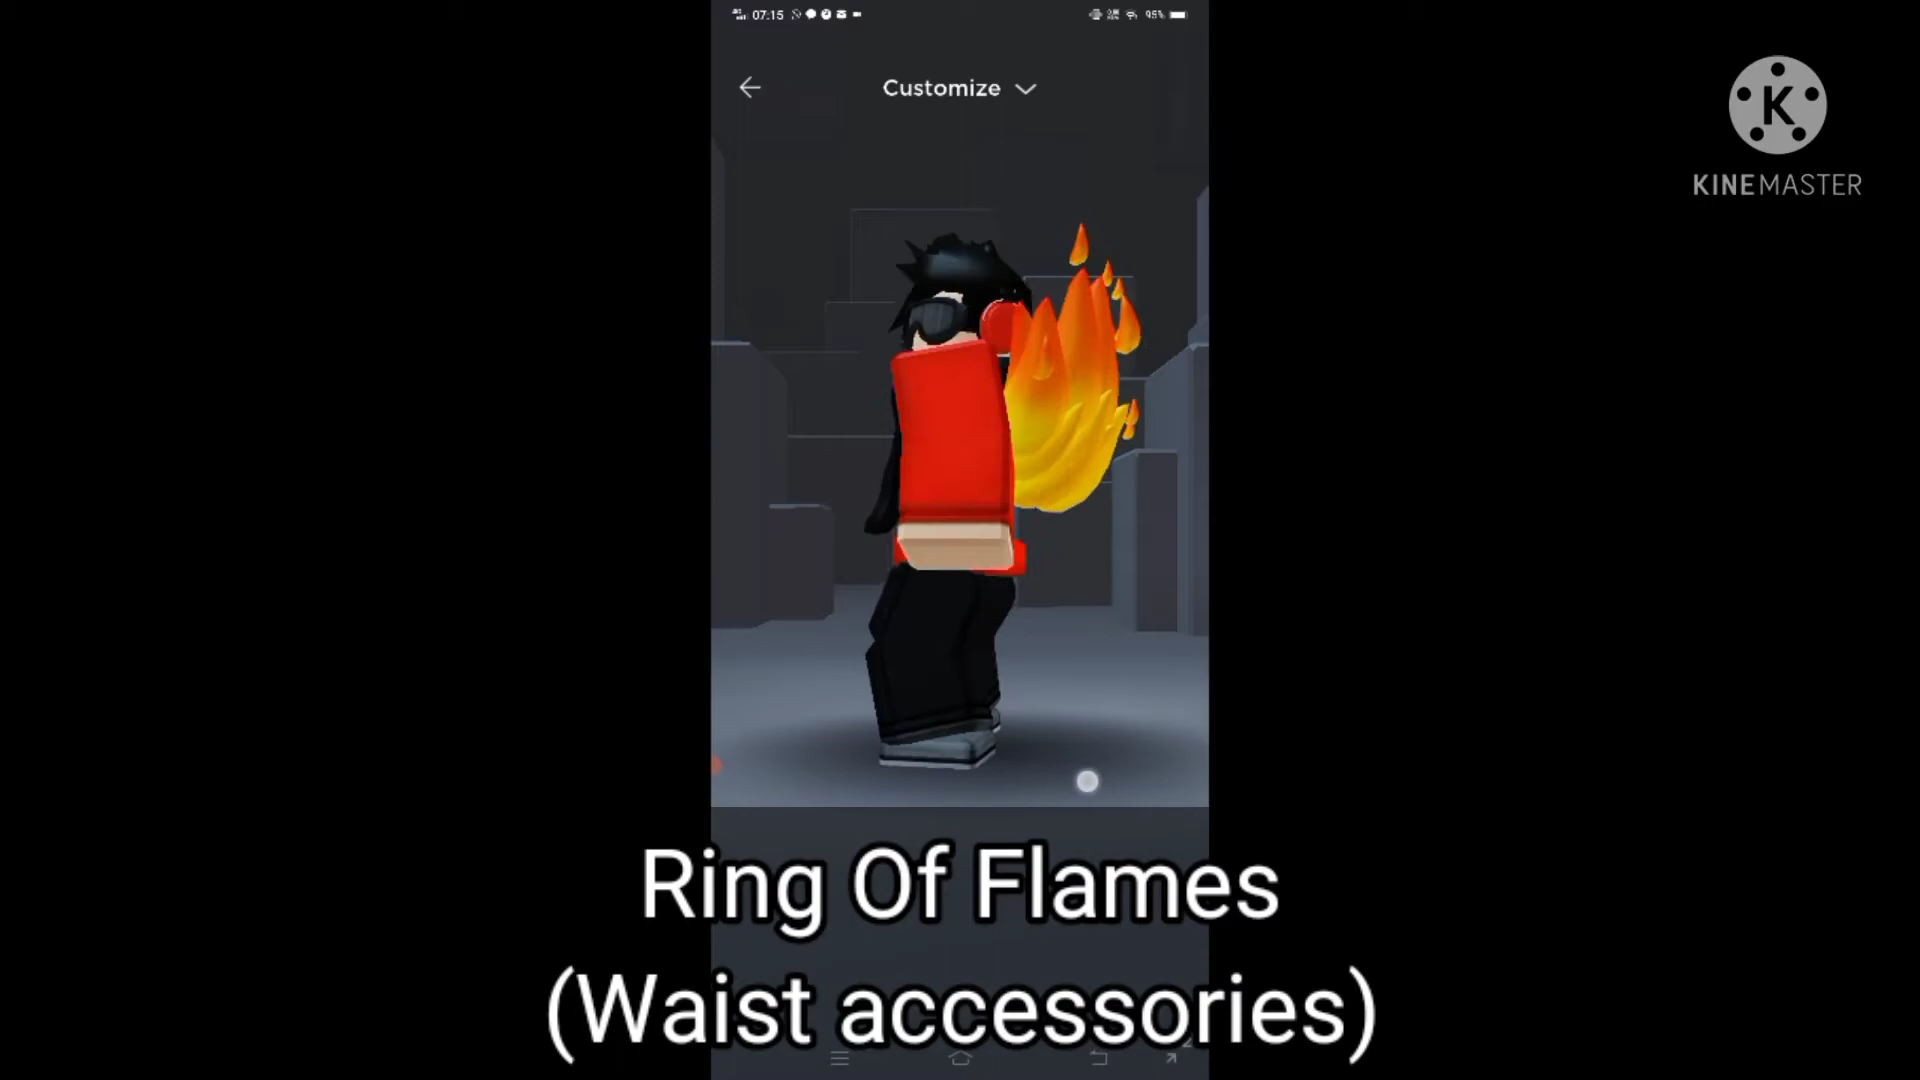 07:15
95%
Customize
K
KINEMASTER
Ring Of Flames
(Waist accessories)